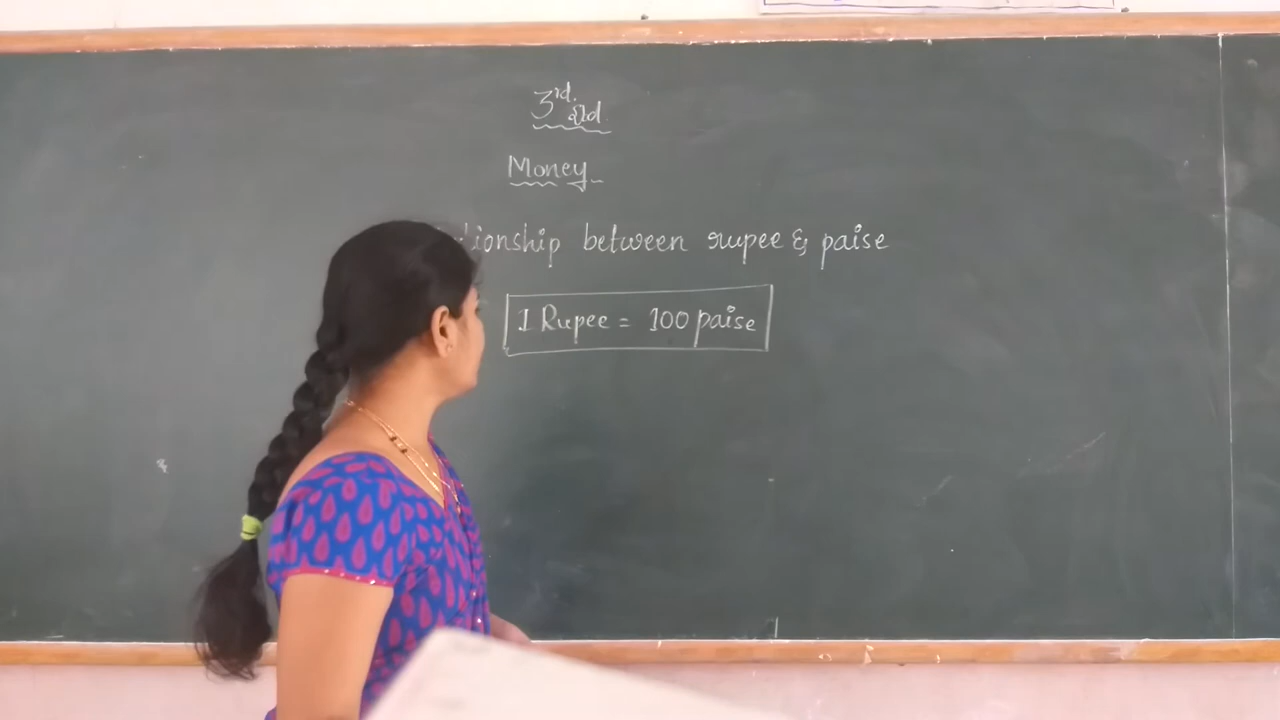 3rd Std.
Money
tionship between rupee & paise
1 Rupee = 100 paise